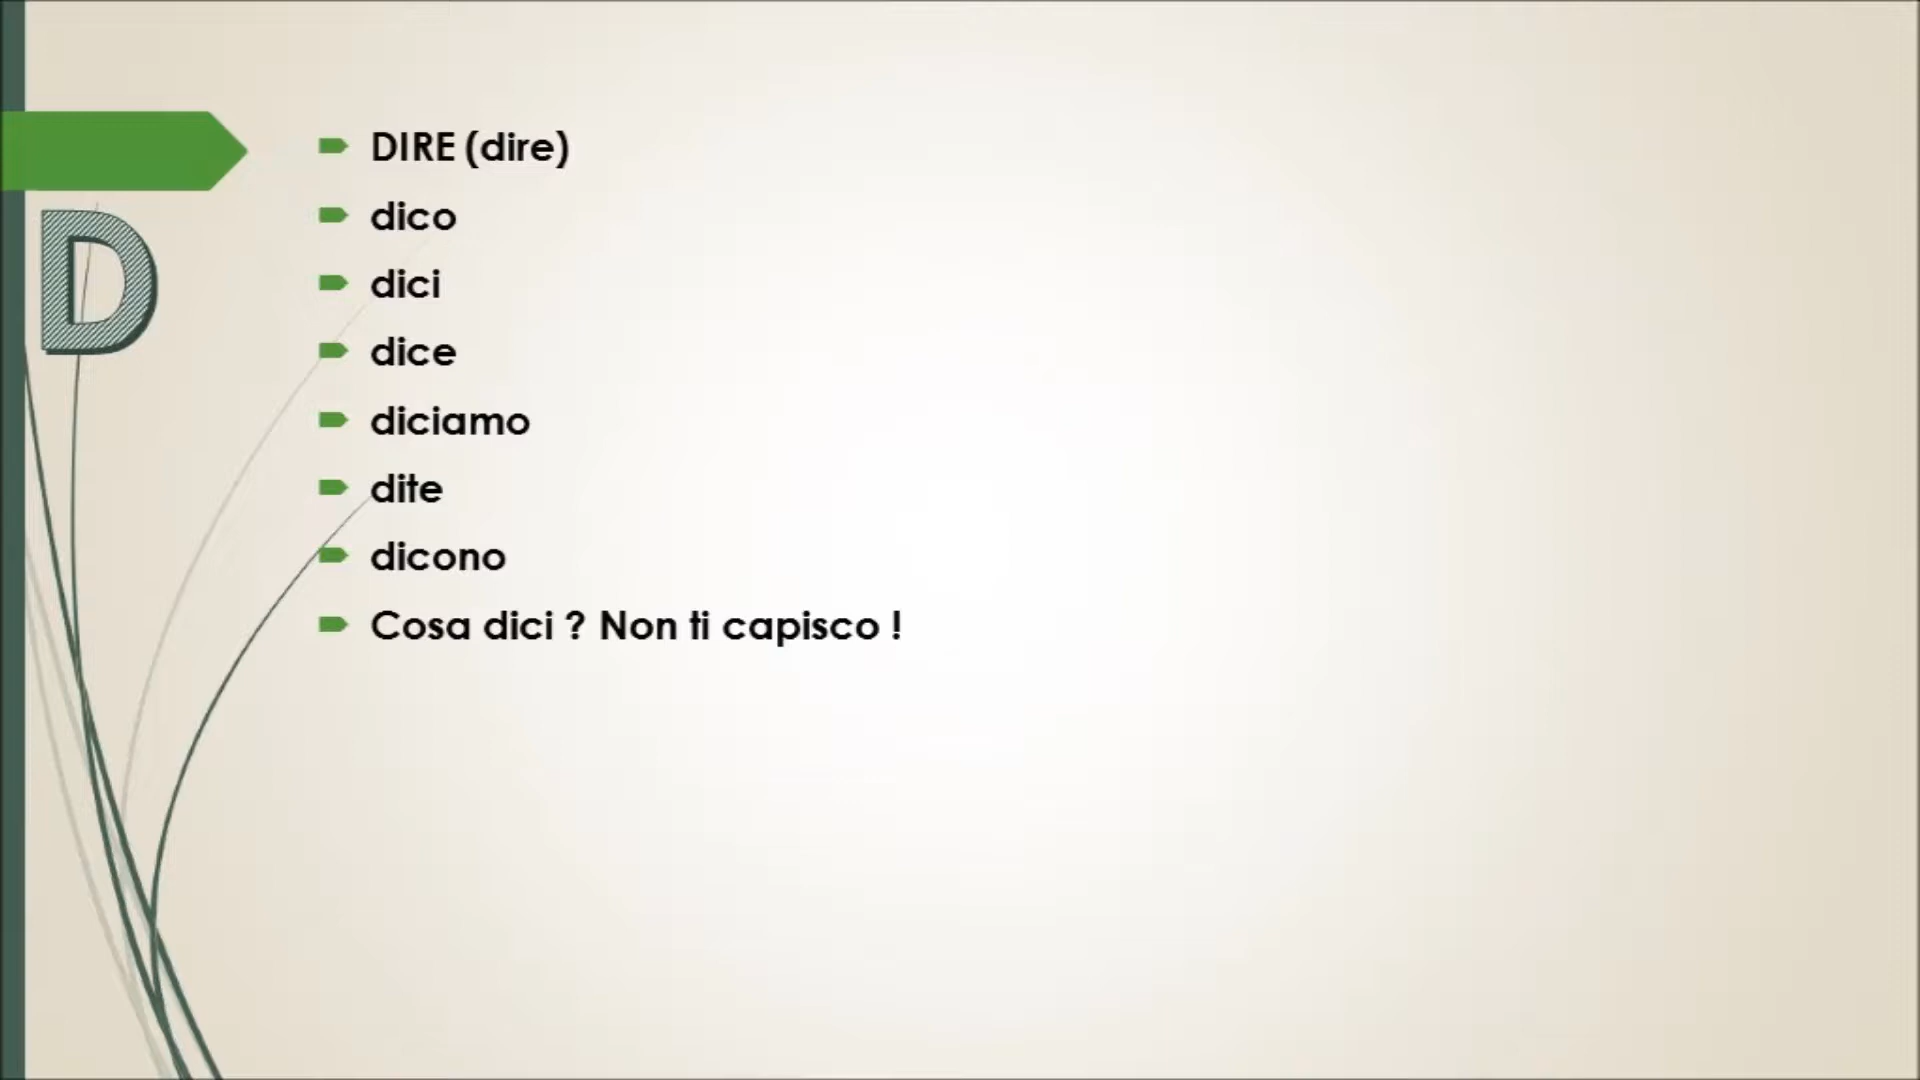 DIRE (dire)
dico
D
dici
dice
diciamo
dite
dicono
Cosa dici ? Non ti capisco !